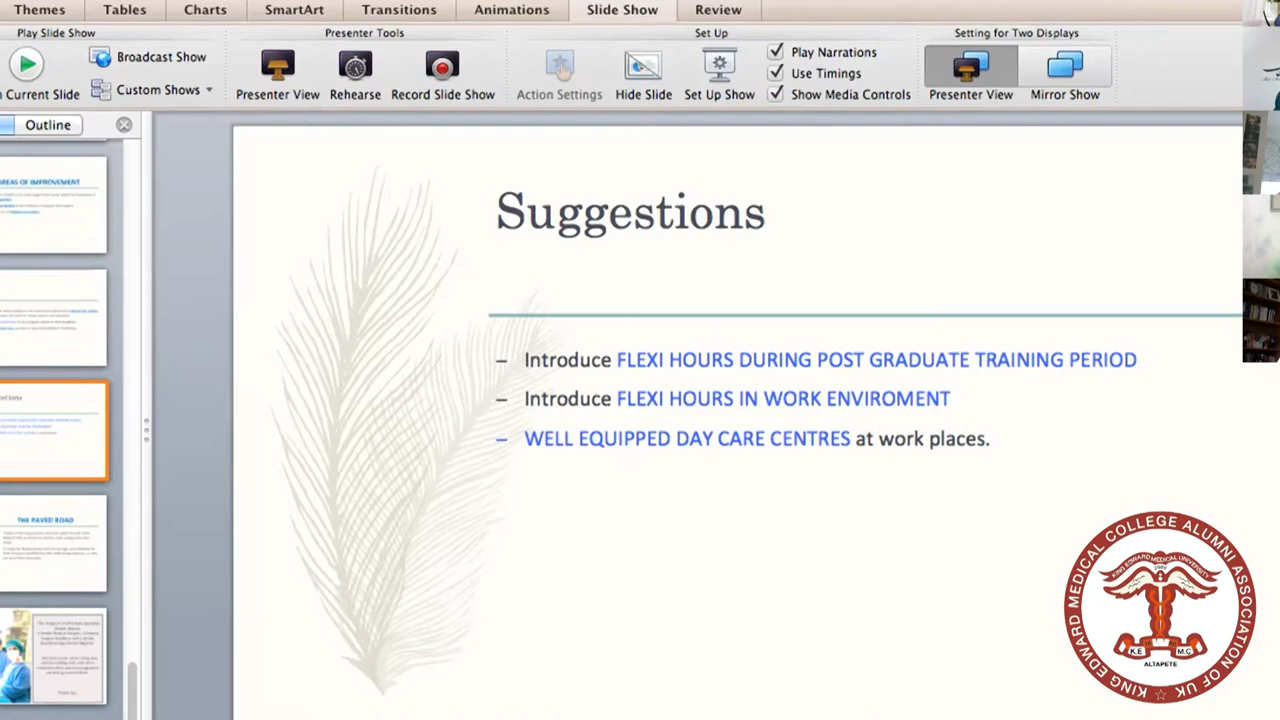 Themes Tables Charts SmartArt Transitions Animations Slide Show Review
Play Slide Show Presenter Tools Set Up Setting for Two Displays
Broadcast Show
Custom Shows
Current Slide
Presenter View Rehearse Record Slide Show
Action Settings Hide Slide Set Up Show
Play Narrations
Use Timings
Show Media Controls
Presenter View Mirror Show
Outline
AREAS OF IMPROVEMENT
THE PAVED ROAD
Suggestions
– Introduce FLEXI HOURS DURING POST GRADUATE TRAINING PERIOD
– Introduce FLEXI HOURS IN WORK ENVIROMENT
– WELL EQUIPPED DAY CARE CENTRES at work places.
KING EDWARD MEDICAL COLLEGE ALUMNI ASSOCIATION OF UK
KING EDWARD MEDICAL UNIVERSITY
K.E M.C
ALTAPETE